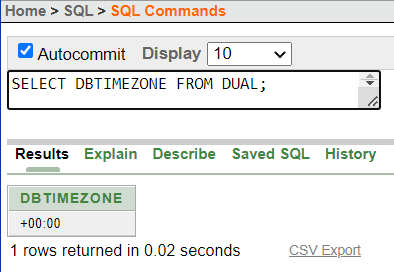 Home > SQL > SQL Commands
Autocommit Display 10
SELECT DBTIMEZONE FROM DUAL;
Results Explain Describe Saved SQL History
DBTIMEZONE
+00:00
1 rows returned in 0.02 seconds CSV Export